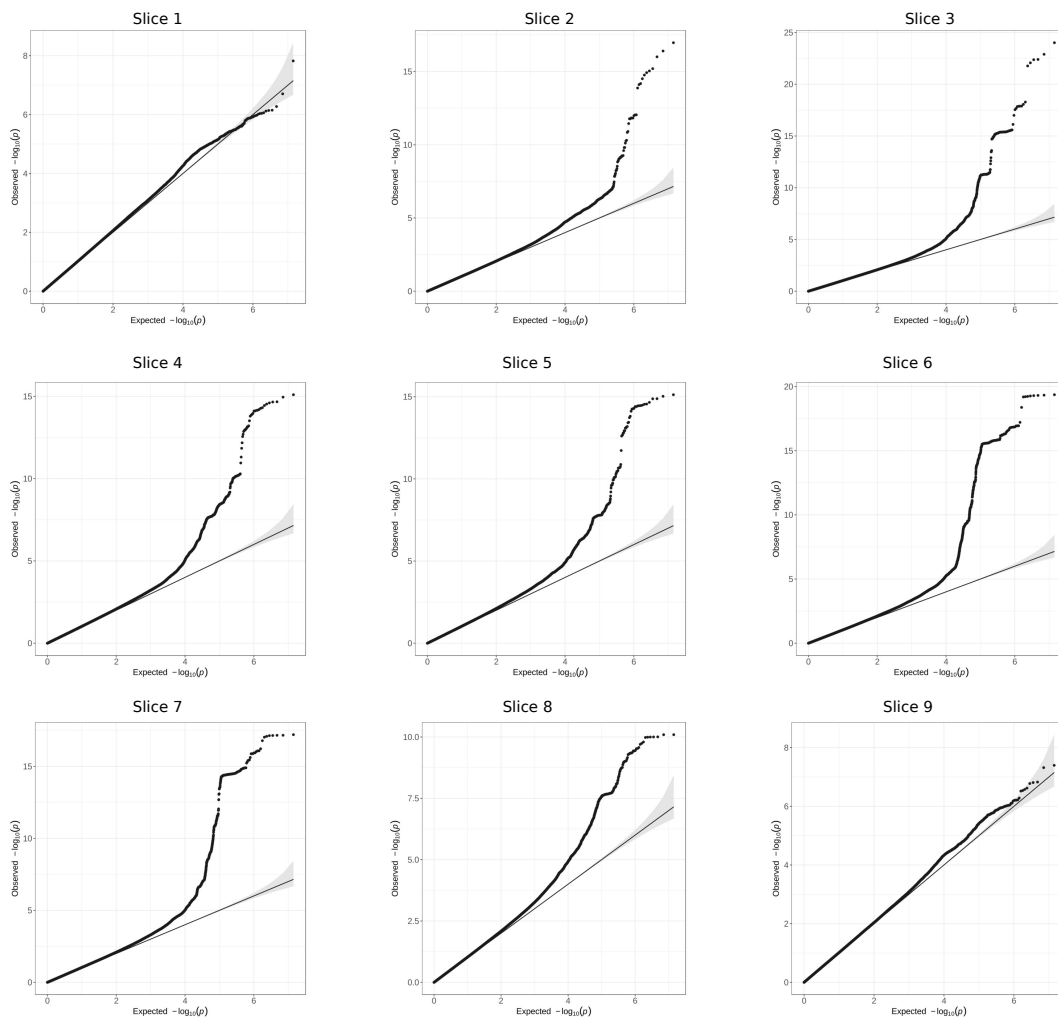 Slice 1
Slice 2
Slice 3
8
6
4
2
0
Observed −log₁₀(p)
0
2
4
6
Expected −log₁₀(p)
15
10
5
0
Observed −log₁₀(p)
0
2
4
6
Expected −log₁₀(p)
25
20
15
10
5
0
Observed −log₁₀(p)
0
2
4
6
Expected −log₁₀(p)
Slice 4
Slice 5
Slice 6
15
10
5
0
Observed −log₁₀(p)
0
2
4
6
Expected −log₁₀(p)
15
10
5
0
Observed −log₁₀(p)
0
2
4
6
Expected −log₁₀(p)
20
15
10
5
0
Observed −log₁₀(p)
0
2
4
6
Expected −log₁₀(p)
Slice 7
Slice 8
Slice 9
15
10
5
0
Observed −log₁₀(p)
0
2
4
6
Expected −log₁₀(p)
10.0
7.5
5.0
2.5
0.0
Observed −log₁₀(p)
0
2
4
6
Expected −log₁₀(p)
8
6
4
2
0
Observed −log₁₀(p)
0
2
4
6
Expected −log₁₀(p)